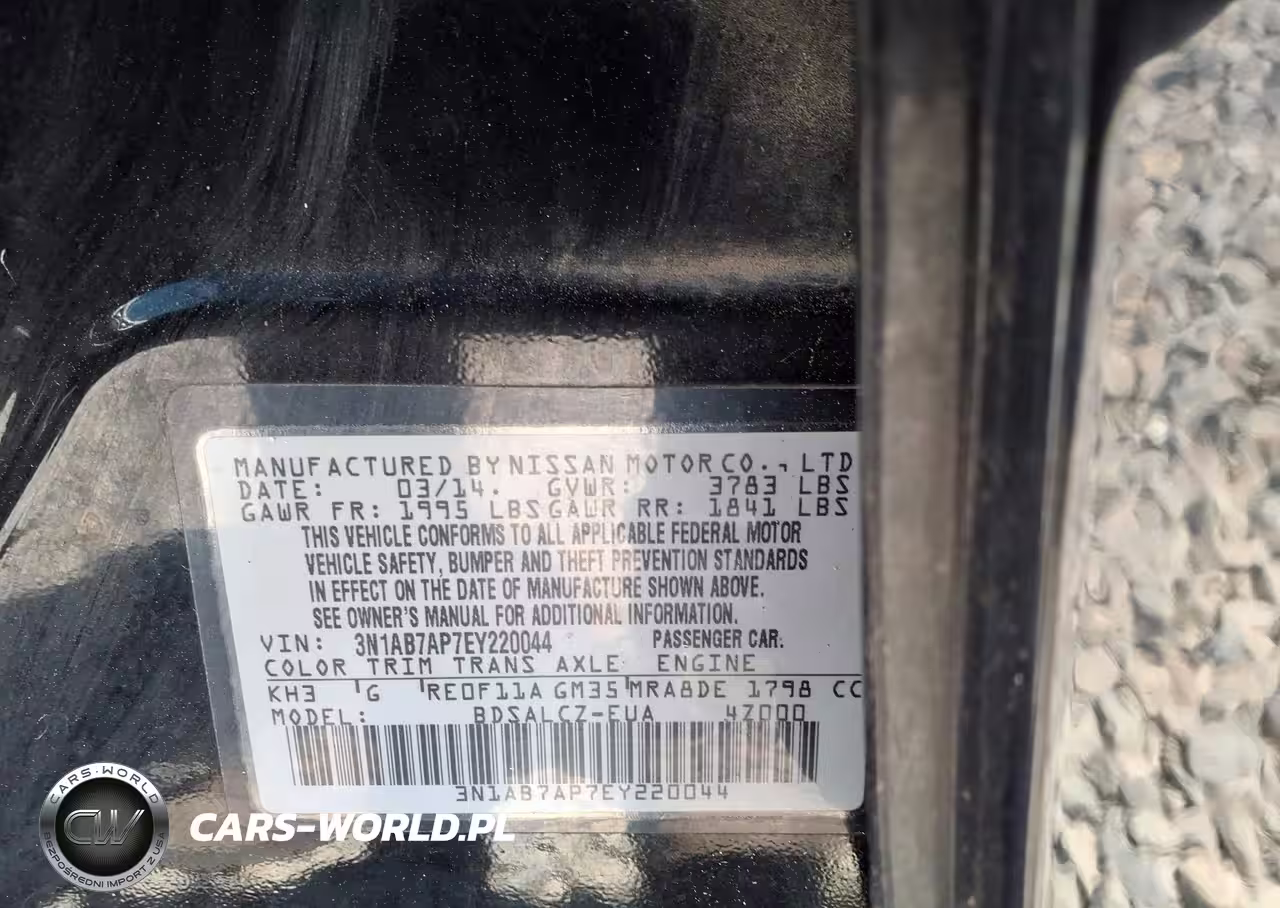 MANUFACTURED BY NISSAN MOTOR CO., LTD
DATE: 03/14. GVWR: 3783 LBS
GAWR FR: 1995 LBS GAWR RR: 1841 LBS
THIS VEHICLE CONFORMS TO ALL APPLICABLE FEDERAL MOTOR
VEHICLE SAFETY, BUMPER AND THEFT PREVENTION STANDARDS
IN EFFECT ON THE DATE OF MANUFACTURE SHOWN ABOVE.
SEE OWNER'S MANUAL FOR ADDITIONAL INFORMATION.
VIN: 3N1AB7AP7EY220044 PASSENGER CAR.
COLOR TRIM TRANS AXLE ENGINE
KH3 G RE0F11A GM35 MRA8DE 1798 CC
MODEL: BDSALCZ-EUA 4Z000
3N1AB7AP7EY220044
CARS-WORLD
CW
BEZPOŚREDNI IMPORT Z USA
CARS-WORLD.PL